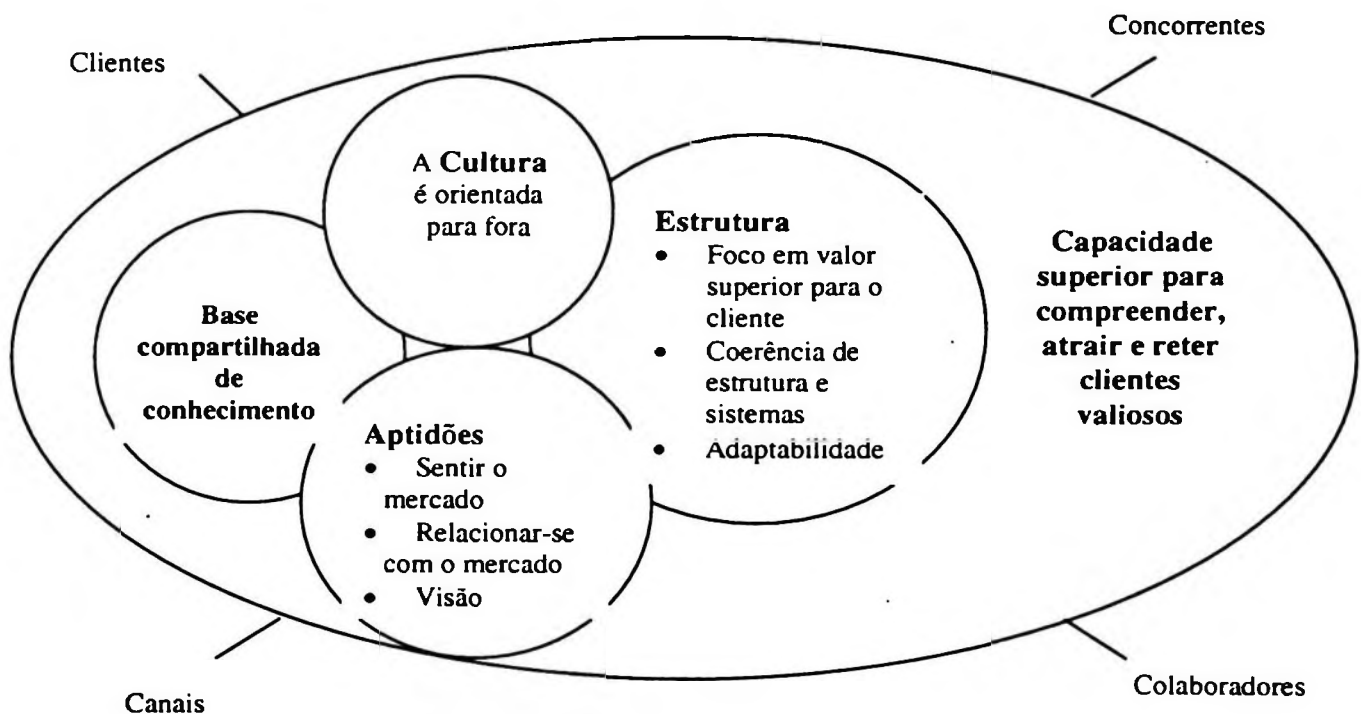 Clientes
Concorrentes
A Cultura
é orientada
para fora
Base
compartilhada
de
conhecimento
Aptidões
• Sentir o
mercado
• Relacionar-se
com o mercado
• Visão
Estrutura
• Foco em valor
superior para o
cliente
• Coerência de
estrutura e
sistemas
• Adaptabilidade
Capacidade
superior para
compreender,
atrair e reter
clientes
valiosos
Canais
Colaboradores